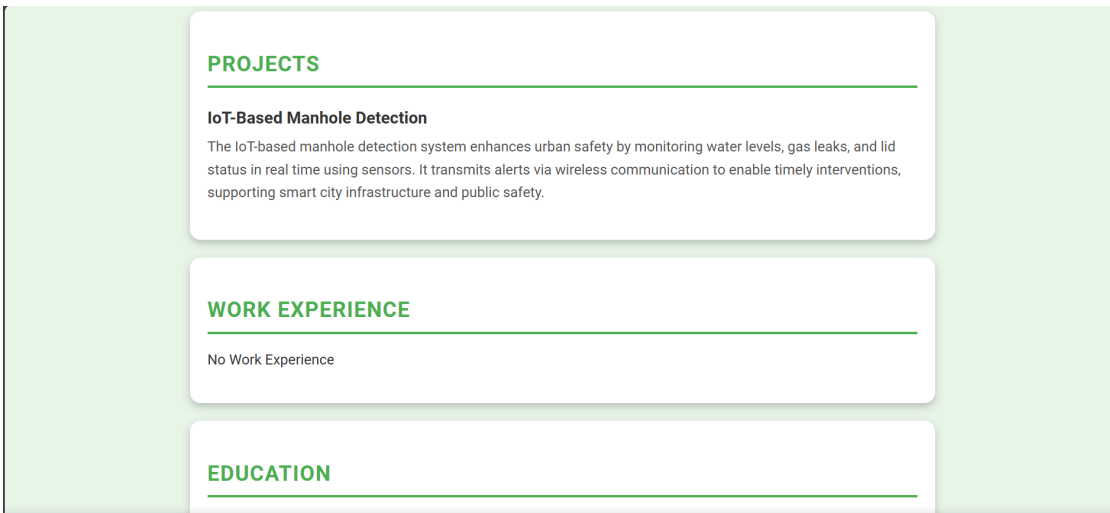 PROJECTS
IoT-Based Manhole Detection
The IoT-based manhole detection system enhances urban safety by monitoring water levels, gas leaks, and lid
status in real time using sensors. It transmits alerts via wireless communication to enable timely interventions,
supporting smart city infrastructure and public safety.
WORK EXPERIENCE
No Work Experience
EDUCATION